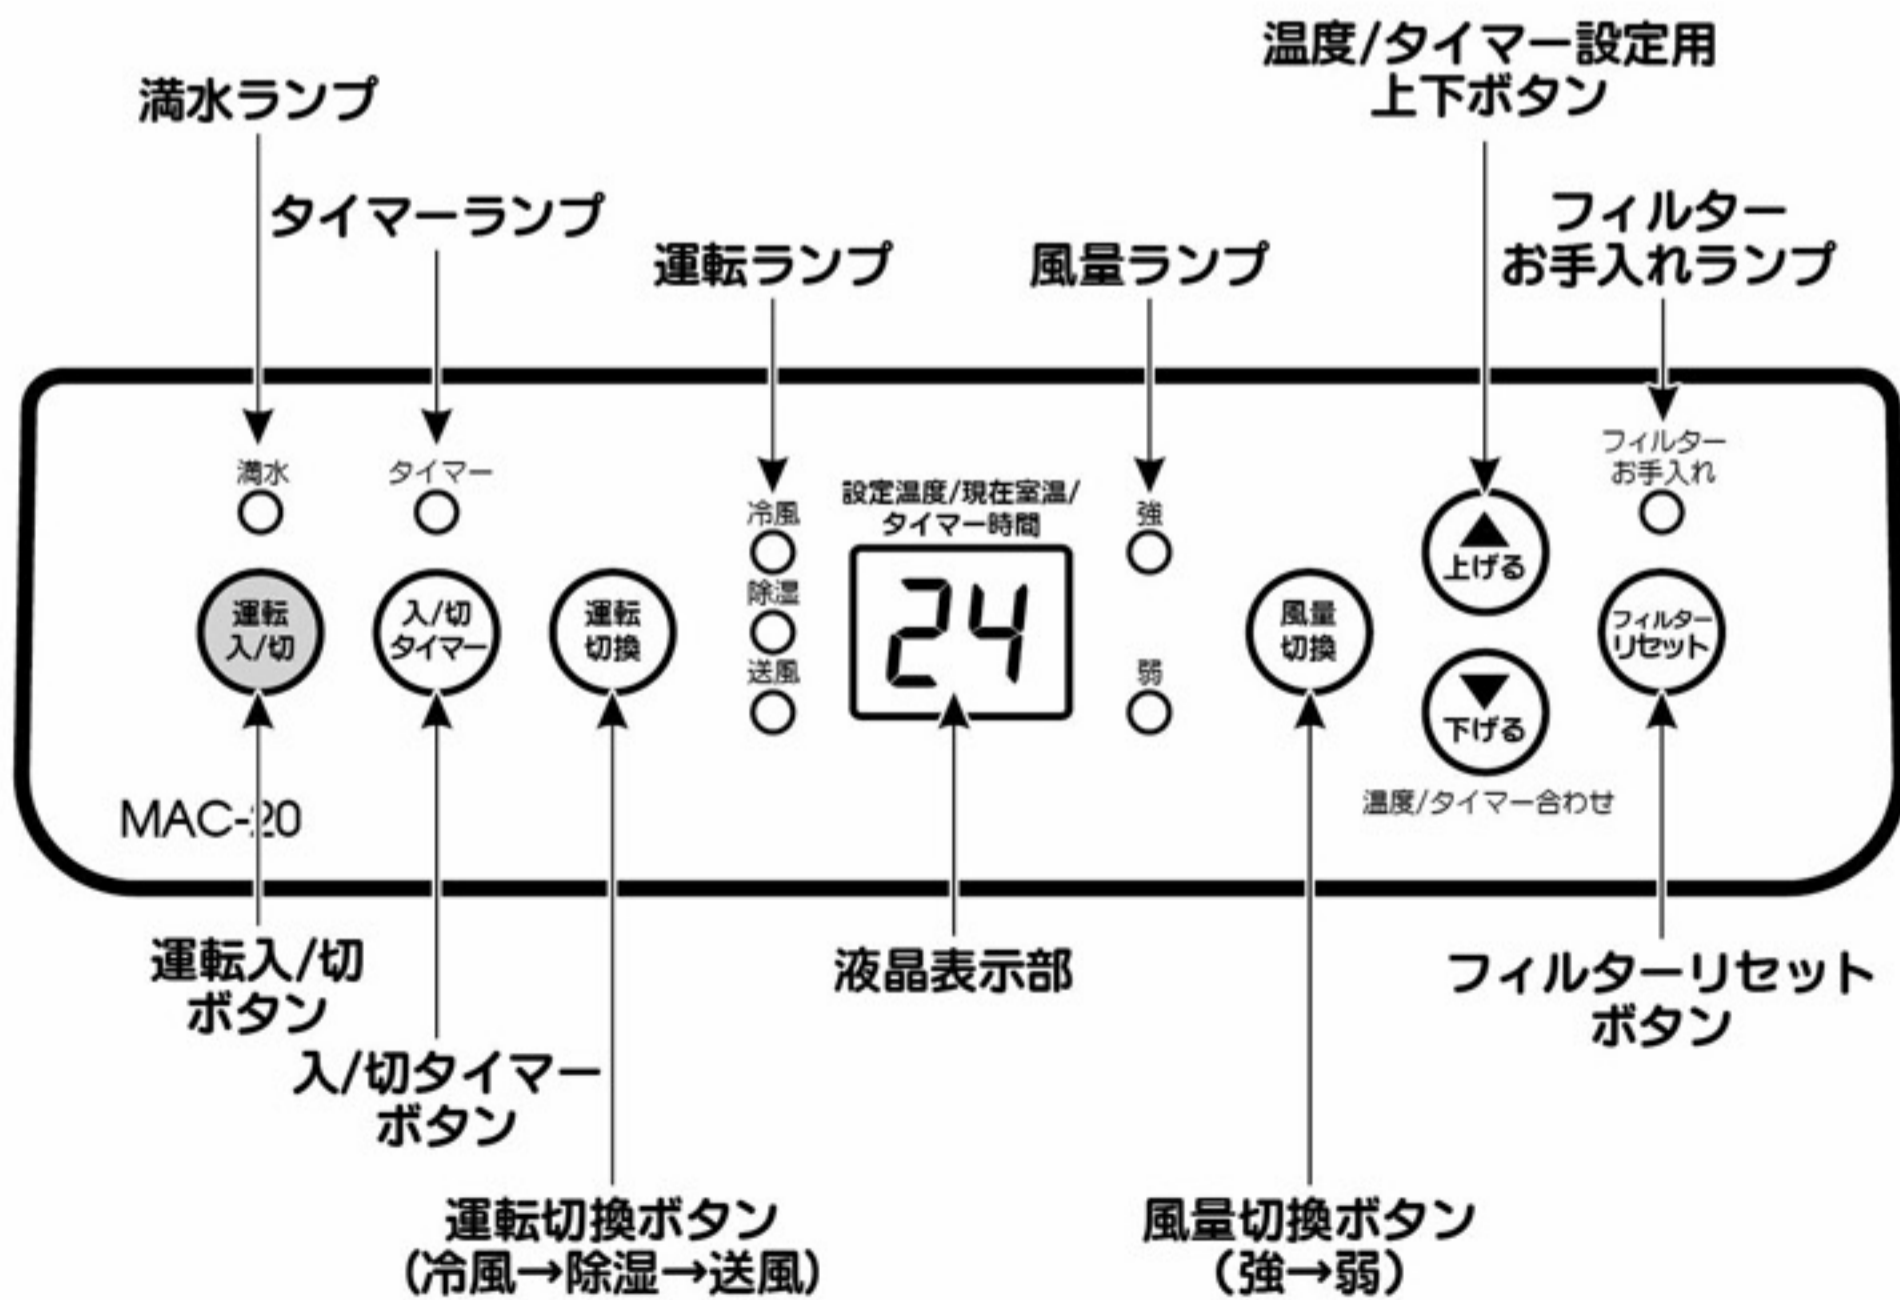 温度/タイマー設定用
上下ボタン
満水ランプ
タイマーランプ
フィルター
お手入れランプ
運転ランプ
風量ランプ
満水
タイマー
フィルター
お手入れ
冷風
設定温度/現在室温/
タイマー時間
強
上げる
運転
入/切
入/切
タイマー
運転
切換
除湿
24
風量
切換
フィルター
リセット
送風
弱
下げる
温度/タイマー合わせ
MAC-20
運転入/切
ボタン
液晶表示部
フィルターリセット
ボタン
入/切タイマー
ボタン
運転切換ボタン
(冷風→除湿→送風)
風量切換ボタン
(強→弱)